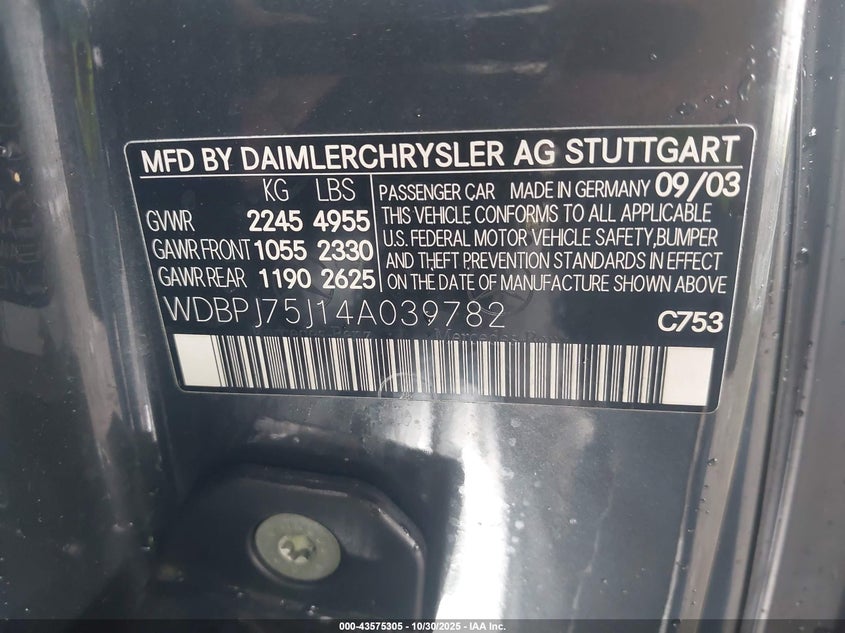 MFD BY DAIMLERCHRYSLER AG STUTTGART
KG LBS
GVWR 2245 4955
GAWR FRONT 1055 2330
GAWR REAR 1190 2625
PASSENGER CAR MADE IN GERMANY 09/03
THIS VEHICLE CONFORMS TO ALL APPLICABLE
U.S. FEDERAL MOTOR VEHICLE SAFETY,BUMPER
AND THEFT PREVENTION STANDARDS IN EFFECT
ON THE DATE OF MANUFACTURE SHOWN ABOVE
WDBPJ75J14A039782
C753
000-43575305 - 10/30/2025 - IAA Inc.